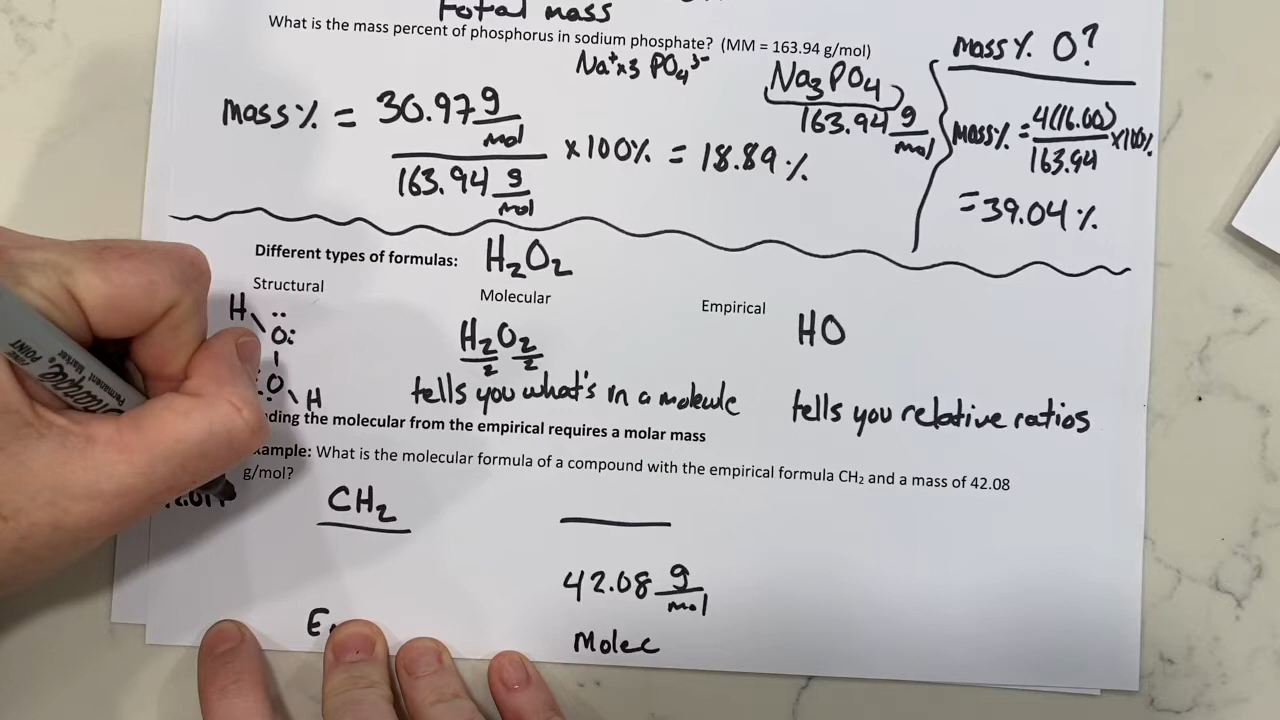 total mass
What is the mass percent of phosphorus in sodium phosphate? (MM = 163.94 g/mol)
Na⁺x3 PO₄³⁻
Na₃PO₄
163.94 g/mol
mass % = 30.97 g/mol / 163.94 g/mol x100% = 18.89 %
mass % O?
mass% = 4(16.00) / 163.94 x100%
= 39.04 %
Different types of formulas: H₂O₂
Structural
Molecular
Empirical
H
O
O
H
H₂O₂
2 2
HO
tells you what's in a molecule
tells you relative ratios
the molecular from the empirical requires a molar mass
What is the molecular formula of a compound with the empirical formula CH₂ and a mass of 42.08
g/mol?
CH₂
42.08 g/mol
Molec